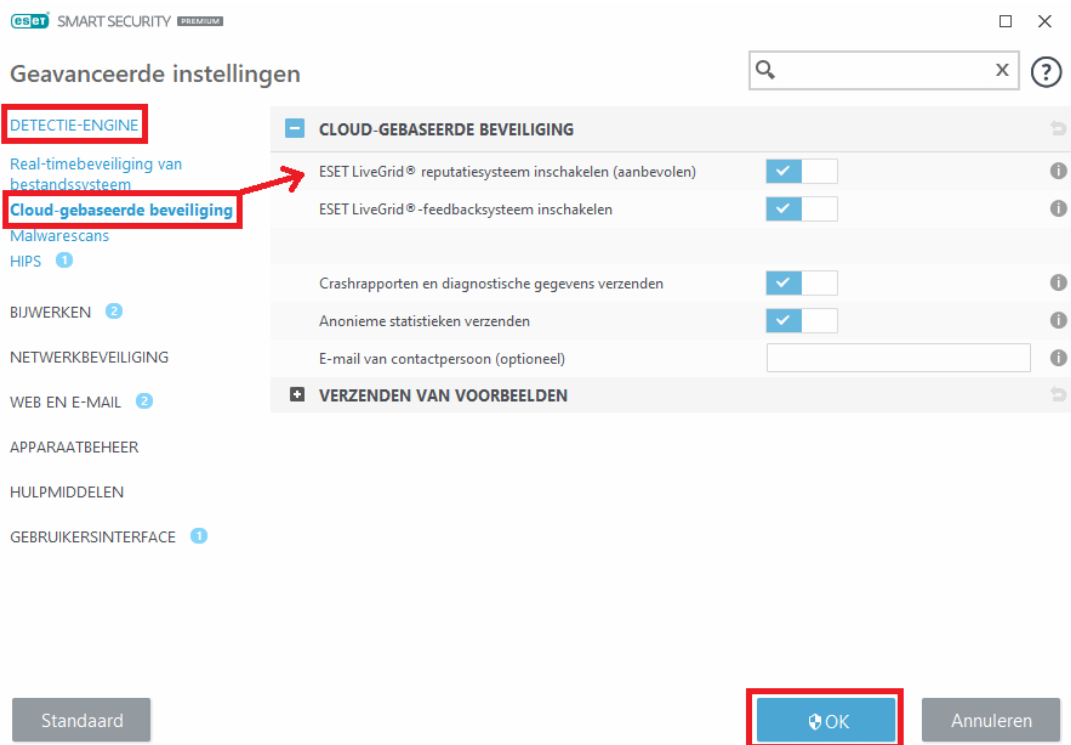 eset SMART SECURITY PREMIUM
Geavanceerde instellingen
x
?
DETECTIE-ENGINE
Real-timebeveiliging van
bestandssysteem
Cloud-gebaseerde beveiliging
Malwarescans
HIPS 1
BIJWERKEN 2
NETWERKBEVEILIGING
WEB EN E-MAIL 2
APPARAATBEHEER
HULPMIDDELEN
GEBRUIKERSINTERFACE 1
CLOUD-GEBASEERDE BEVEILIGING
ESET LiveGrid® reputatiesysteem inschakelen (aanbevolen)
ESET LiveGrid®-feedbacksysteem inschakelen
Crashrapporten en diagnostische gegevens verzenden
Anonieme statistieken verzenden
E-mail van contactpersoon (optioneel)
VERZENDEN VAN VOORBEELDEN
Standaard
OK
Annuleren